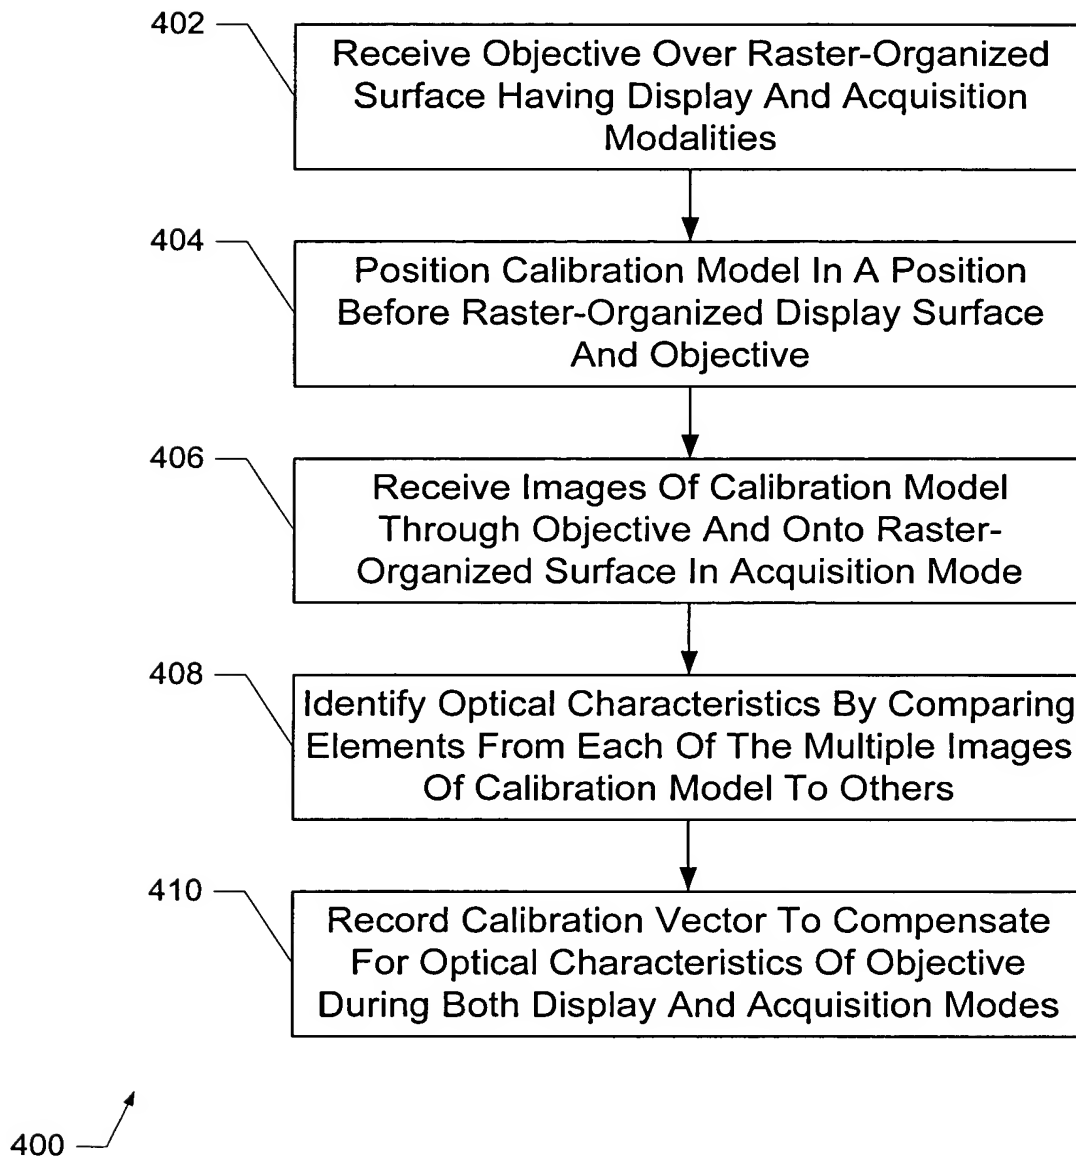 402
Receive Objective Over Raster-Organized
Surface Having Display And Acquisition
Modalities
404
Position Calibration Model In A Position
Before Raster-Organized Display Surface
And Objective
406
Receive Images Of Calibration Model
Through Objective And Onto Raster-
Organized Surface In Acquisition Mode
408
Identify Optical Characteristics By Comparing
Elements From Each Of The Multiple Images
Of Calibration Model To Others
410
Record Calibration Vector To Compensate
For Optical Characteristics Of Objective
During Both Display And Acquisition Modes
400